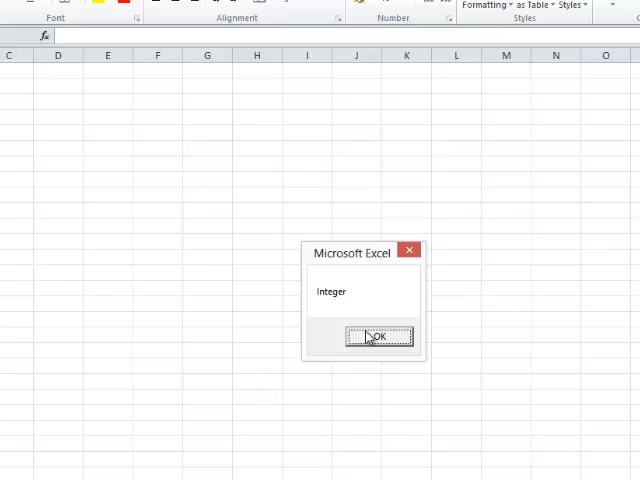 Formatting as Table Styles
Font Alignment Number Styles
fx
C D E F G H I J K L M N O
Microsoft Excel
Integer
OK